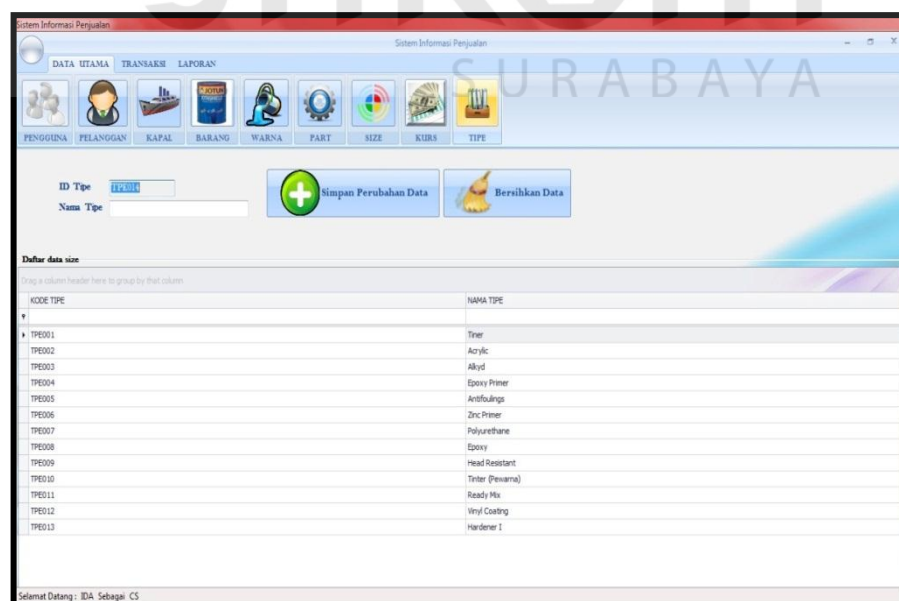 SURABAYA
Sistem Informasi Penjualan
Sistem Informasi Penjualan
DATA UTAMA TRANSAKSI LAPORAN
JOTUN
PENGGUNA PELANGGAN KAPAL BARANG WARNA PART SIZE KURS TIPE
ID Tipe TPE014
Nama Tipe
Simpan Perubahan Data
Bersihkan Data
Daftar data size
Drag a column header here to group by that column
KODE TIPE NAMA TIPE
TPE001 Tiner
TPE002 Acrylic
TPE003 Alkyd
TPE004 Epoxy Primer
TPE005 Antifoulings
TPE006 Zinc Primer
TPE007 Polyurethane
TPE008 Epoxy
TPE009 Head Resistant
TPE010 Tinter (Pewarna)
TPE011 Ready Mix
TPE012 Vinyl Coating
TPE013 Hardener I
Selamat Datang : IDA Sebagai CS